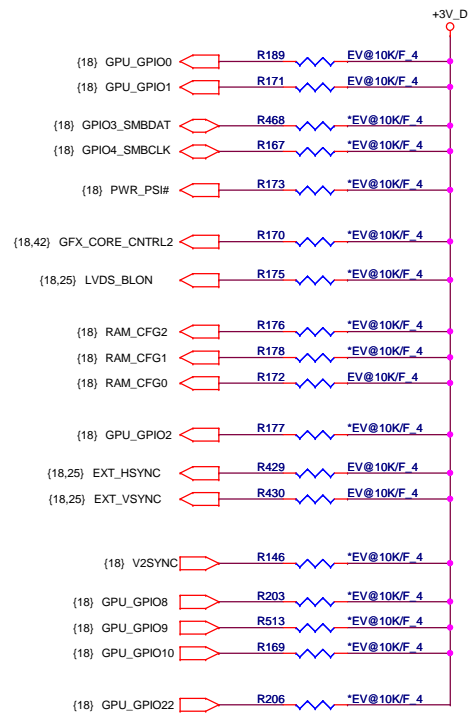 +3V_D
{18} GPU_GPIO0 R189 EV@10K/F_4
{18} GPU_GPIO1 R171 EV@10K/F_4
{18} GPIO3_SMBDAT R468 *EV@10K/F_4
{18} GPIO4_SMBCLK R167 *EV@10K/F_4
{18} PWR_PSI# R173 *EV@10K/F_4
{18,42} GFX_CORE_CNTRL2 R170 *EV@10K/F_4
{18,25} LVDS_BLON R175 *EV@10K/F_4
{18} RAM_CFG2 R176 *EV@10K/F_4
{18} RAM_CFG1 R178 *EV@10K/F_4
{18} RAM_CFG0 R172 EV@10K/F_4
{18} GPU_GPIO2 R177 *EV@10K/F_4
{18,25} EXT_HSYNC R429 EV@10K/F_4
{18,25} EXT_VSYNC R430 EV@10K/F_4
{18} V2SYNC R146 *EV@10K/F_4
{18} GPU_GPIO8 R203 *EV@10K/F_4
{18} GPU_GPIO9 R513 *EV@10K/F_4
{18} GPU_GPIO10 R169 *EV@10K/F_4
{18} GPU_GPIO22 R206 *EV@10K/F_4